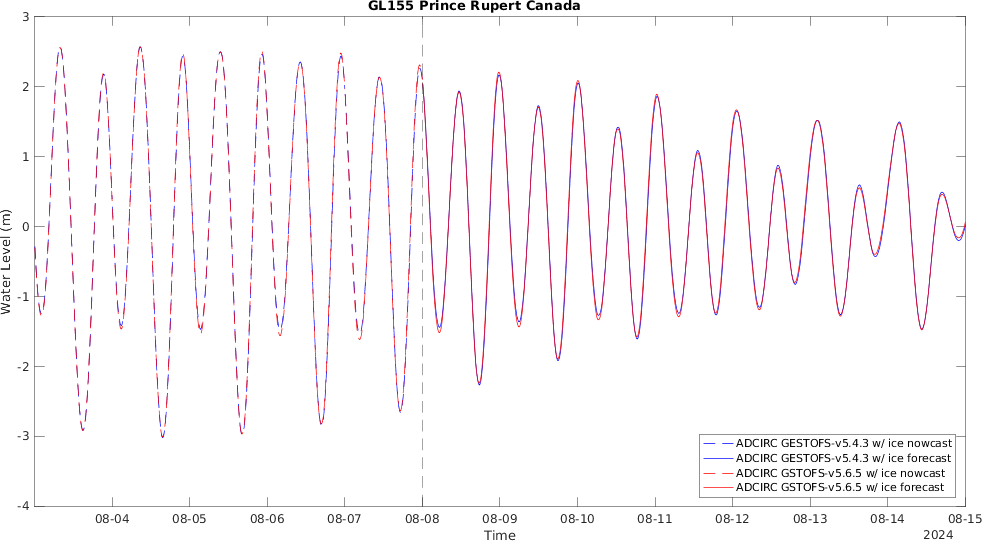 GL155 Prince Rupert Canada
Water Level (m)
3
2
1
0
-1
-2
-3
-4
ADCIRC GESTOFS-v5.4.3 w/ ice nowcast
ADCIRC GESTOFS-v5.4.3 w/ ice forecast
ADCIRC GSTOFS-v5.6.5 w/ ice nowcast
ADCIRC GSTOFS-v5.6.5 w/ ice forecast
08-04 08-05 08-06 08-07 08-08 08-09 08-10 08-11 08-12 08-13 08-14 08-15
Time
2024